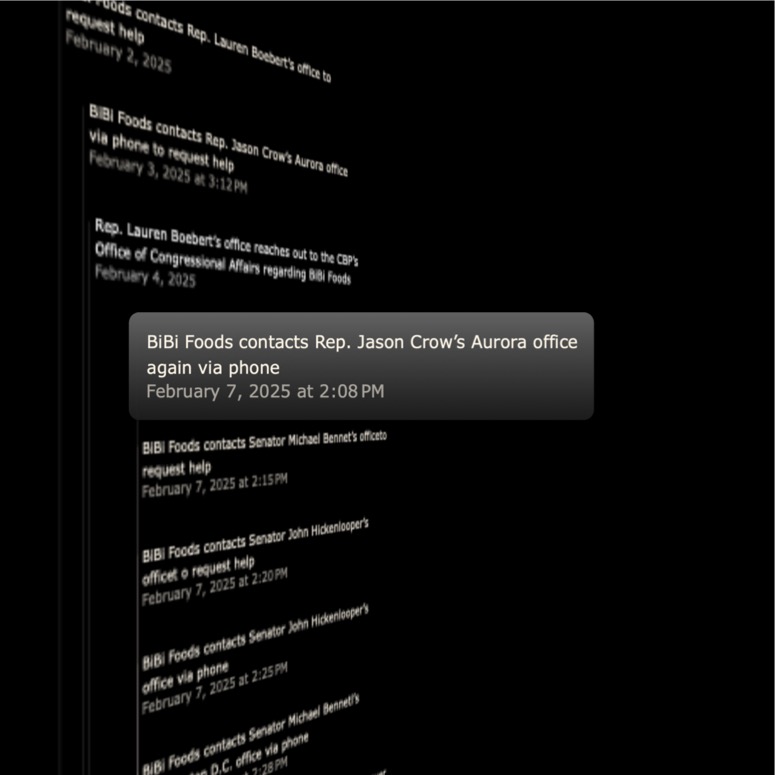 Foods contacts Rep. Lauren Boebert's office to
request help
February 2, 2025
BiBi Foods contacts Rep. Jason Crow's Aurora office
via phone to request help
February 3, 2025 at 3:12 PM
Rep. Lauren Boebert's office reaches out to the CBP's
Office of Congressional Affairs regarding BiBi Foods
February 4, 2025
BiBi Foods contacts Rep. Jason Crow's Aurora office
again via phone
February 7, 2025 at 2:08 PM
BiBi Foods contacts Senator Michael Bennet's officeto
request help
February 7, 2025 at 2:15 PM
BiBi Foods contacts Senator John Hickenlooper's
officet o request help
February 7, 2025 at 2:20 PM
BiBi Foods contacts Senator John Hickenlooper's
office via phone
February 7, 2025 at 2:25 PM
BiBi Foods contacts Senator Michael Bennett's
D.C. office via phone
2:28 PM